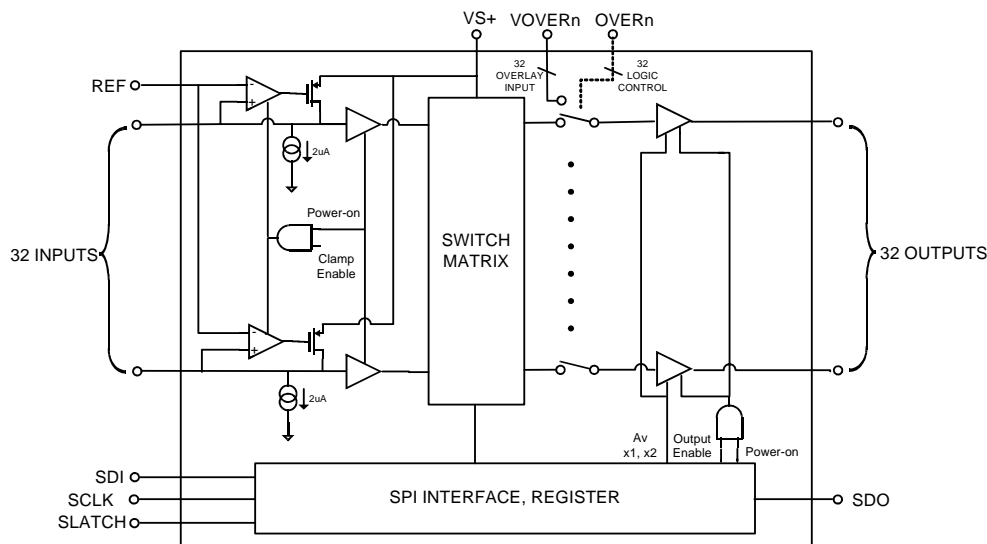 VS+
VOVERn
OVERn
REF
32
OVERLAY
INPUT
32
LOGIC
CONTROL
-
+
2uA
Power-on
Clamp
Enable
32 INPUTS
SWITCH
MATRIX
32 OUTPUTS
-
+
2uA
Av
x1, x2
Output
Enable
Power-on
SDI
SCLK
SLATCH
SPI INTERFACE, REGISTER
SDO